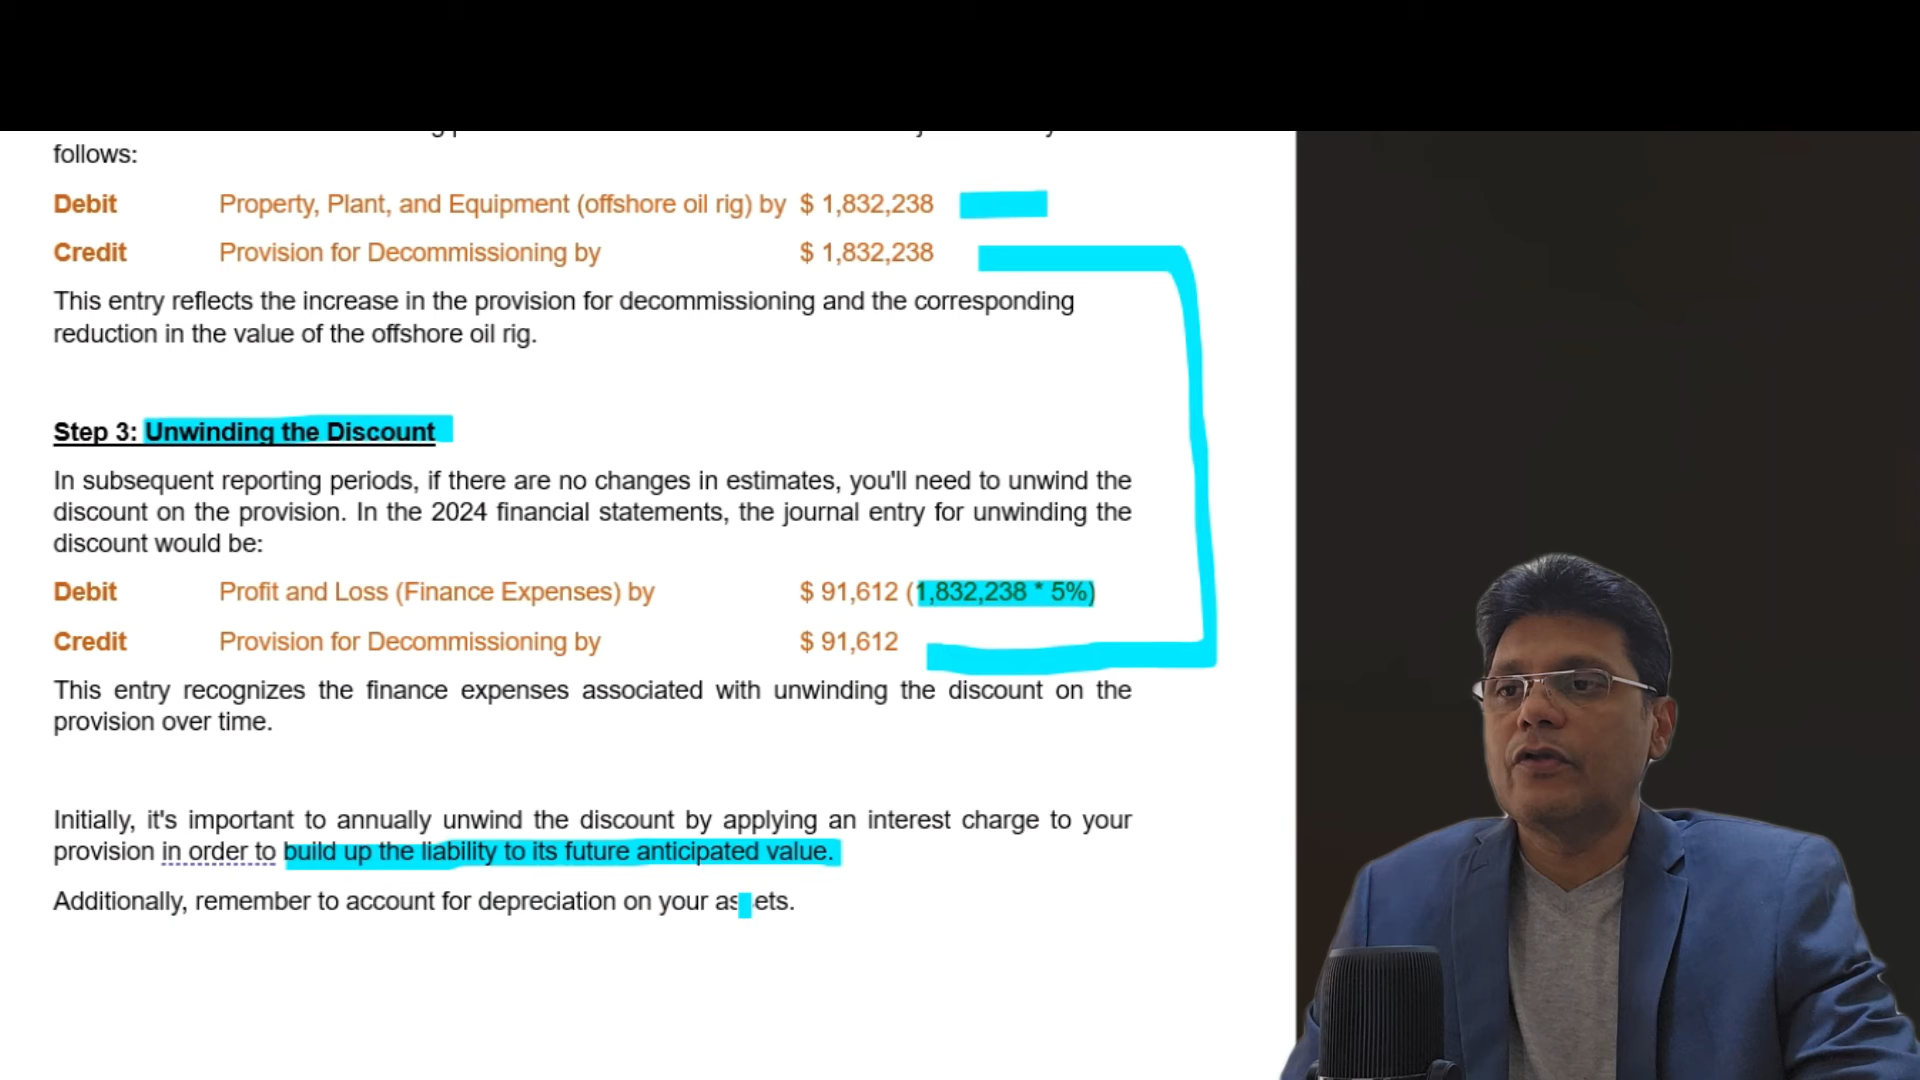 follows:
Debit Property, Plant, and Equipment (offshore oil rig) by $ 1,832,238
Credit Provision for Decommissioning by $ 1,832,238
This entry reflects the increase in the provision for decommissioning and the corresponding
reduction in the value of the offshore oil rig.
Step 3: Unwinding the Discount
In subsequent reporting periods, if there are no changes in estimates, you'll need to unwind the
discount on the provision. In the 2024 financial statements, the journal entry for unwinding the
discount would be:
Debit Profit and Loss (Finance Expenses) by $ 91,612 (1,832,238 * 5%)
Credit Provision for Decommissioning by $ 91,612
This entry recognizes the finance expenses associated with unwinding the discount on the
provision over time.
Initially, it's important to annually unwind the discount by applying an interest charge to your
provision in order to build up the liability to its future anticipated value.
Additionally, remember to account for depreciation on your assets.